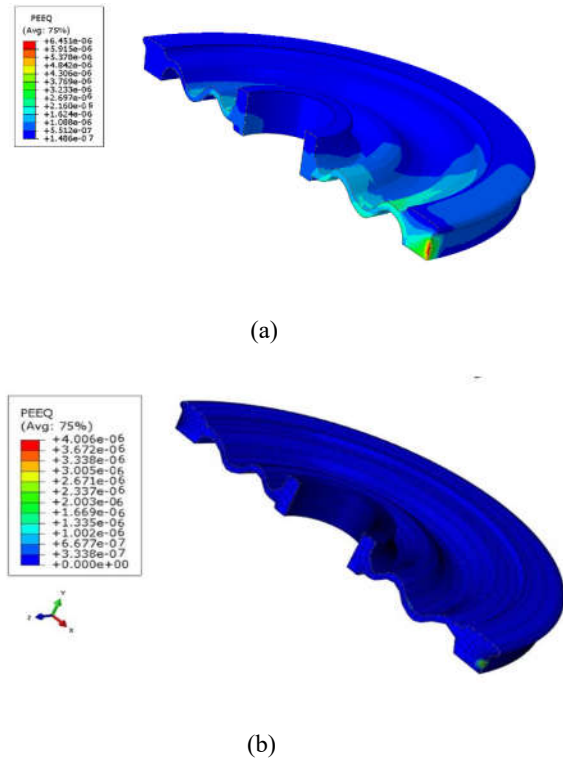 PEEQ
(Avg: 75%)
+6.451e-06
+5.915e-06
+5.378e-06
+4.842e-06
+4.306e-06
+3.769e-06
+3.233e-06
+2.697e-06
+2.160e-06
+1.624e-06
+1.088e-06
+5.512e-07
+1.486e-07
(a)
PEEQ
(Avg: 75%)
+4.006e-06
+3.672e-06
+3.338e-06
+3.005e-06
+2.671e-06
+2.337e-06
+2.003e-06
+1.669e-06
+1.335e-06
+1.002e-06
+6.677e-07
+3.338e-07
+0.000e+00
Y
Z
X
(b)